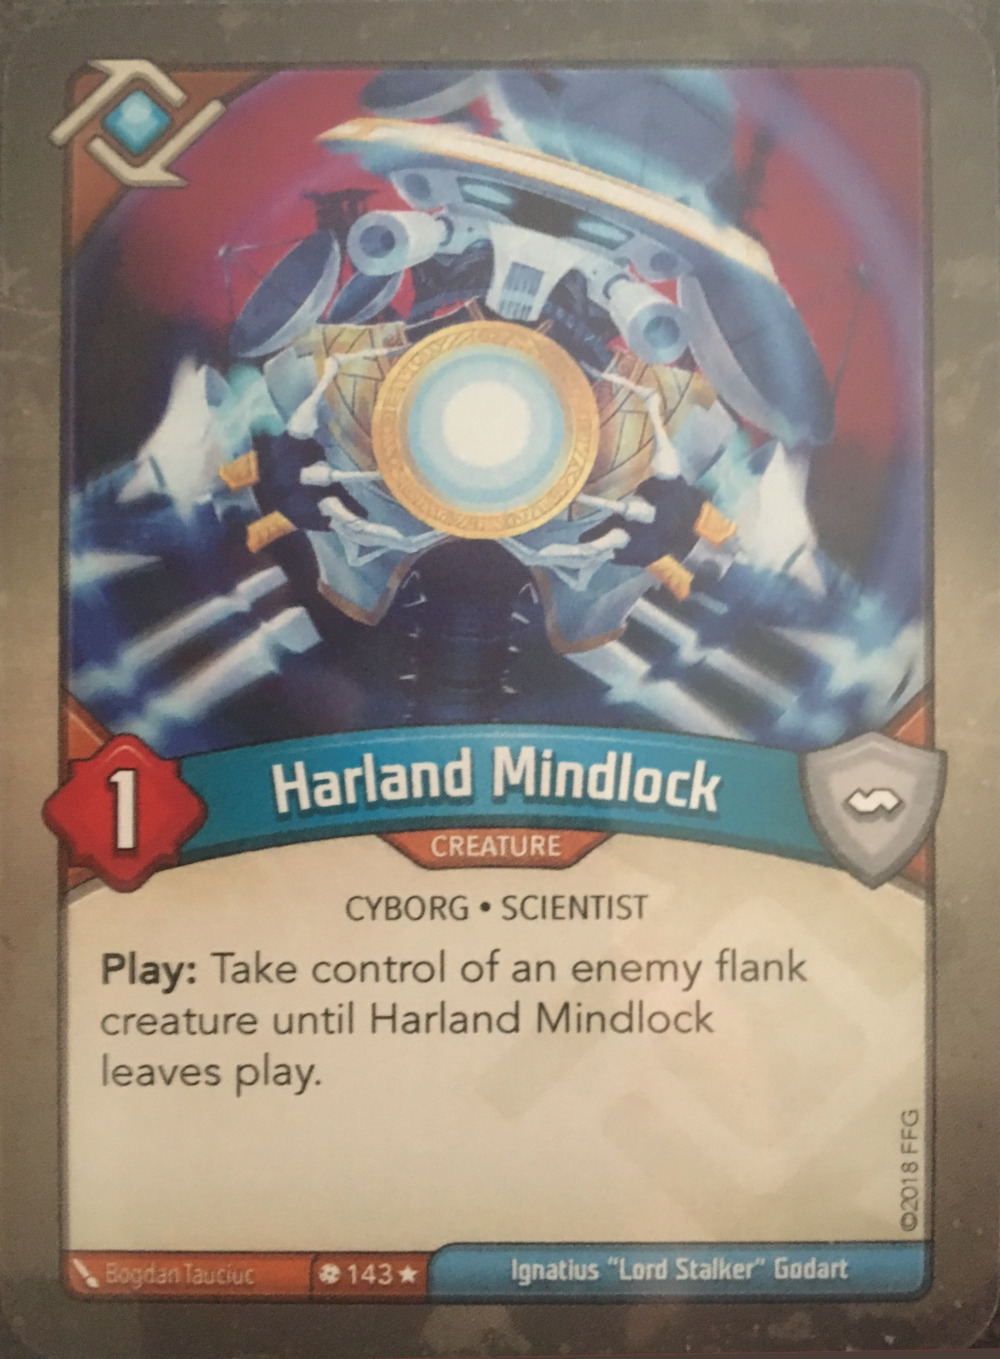 1
Harland Mindlock
CREATURE
CYBORG • SCIENTIST
Play: Take control of an enemy flank
creature until Harland Mindlock
leaves play.
©2018 FFG
Bogdan Tauciuc
143
Ignatius "Lord Stalker" Godart